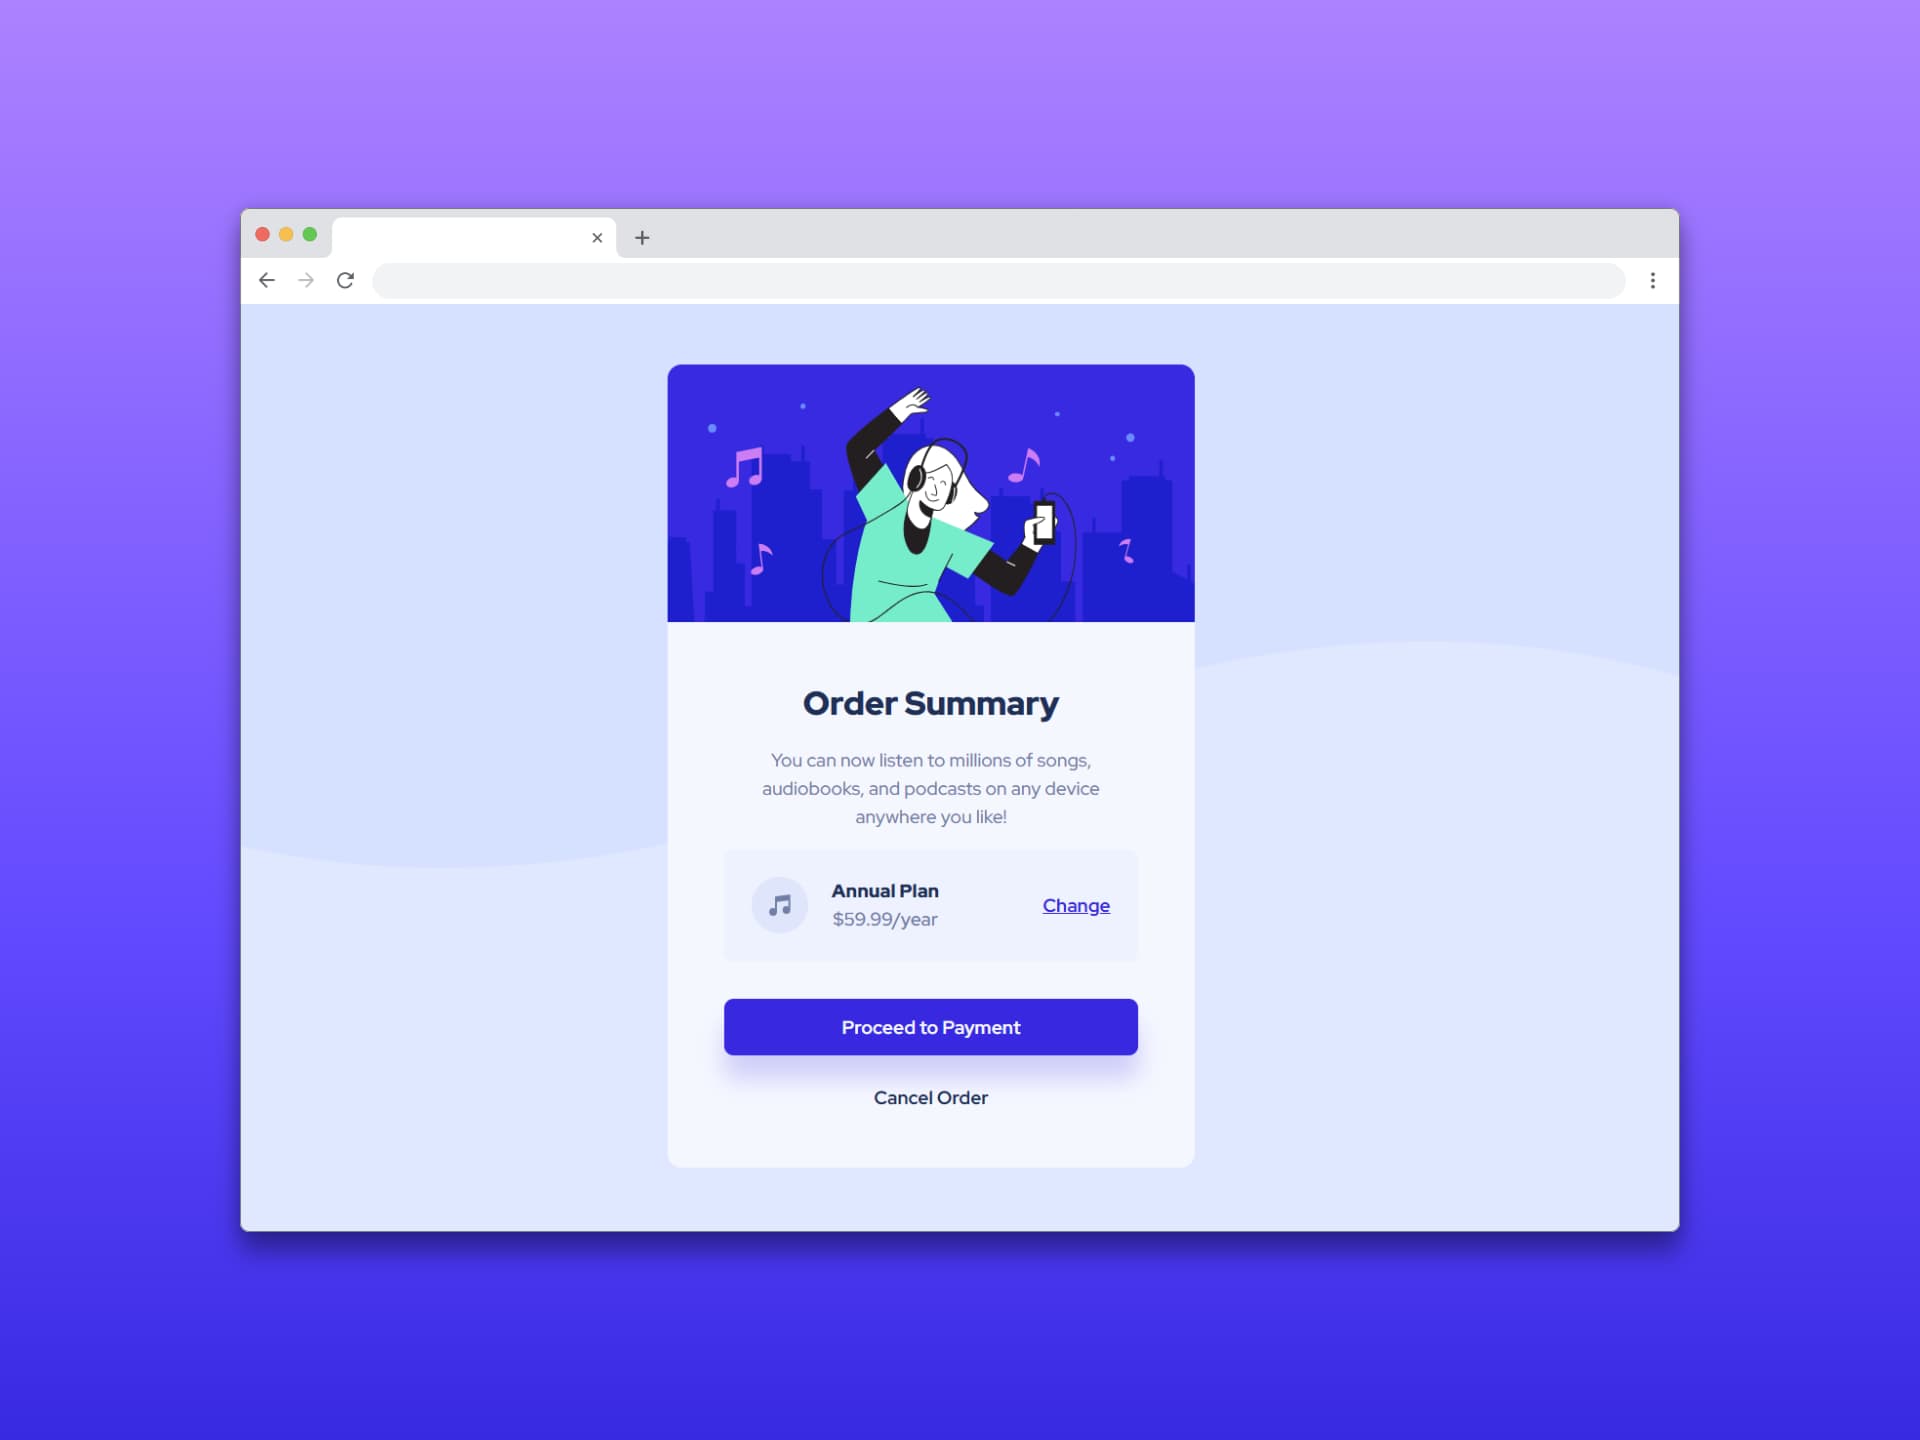 Order Summary
You can now listen to millions of songs,
audiobooks, and podcasts on any device
anywhere you like!
Annual Plan
$59.99/year
Change
Proceed to Payment
Cancel Order